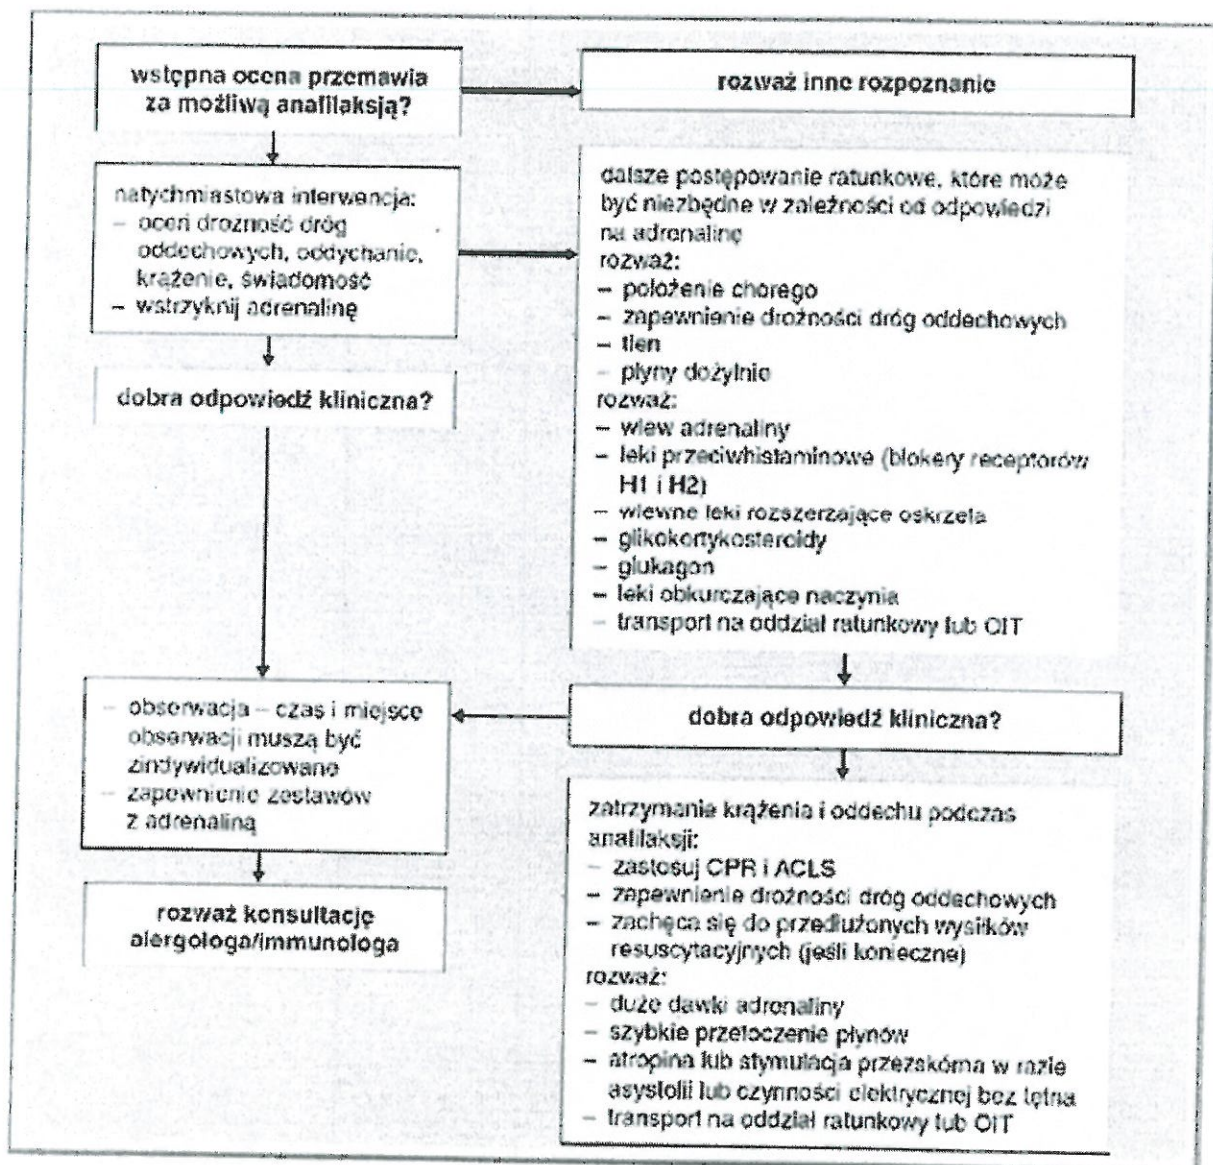 wstępna ocena przemawia
za możliwą anafilaksją?
rozważ inne rozpoznanie
natychmiastowa interwencja:
– oceń drożność dróg
oddechowych, oddychanie,
krążenie, świadomość
– wstrzyknij adrenalinę
dalsze postępowanie ratunkowe, które może
być niezbędne w zależności od odpowiedzi
na adrenalinę
rozważ:
– położenie chorego
– zapewnienie drożności dróg oddechowych
– tlen
– płyny dożylnie
rozważ:
– wlew adrenaliny
– leki przeciwhistaminowe (blokery receptorów
H1 i H2)
– wlewne leki rozszerzające oskrzela
– glikokortykosteroidy
– glukagon
– leki obkurczające naczynia
– transport na oddział ratunkowy lub OIT
dobra odpowiedź kliniczna?
– obserwacja – czas i miejsce
obserwacji muszą być
zindywidualizowane
– zapewnienie zestawów
z adrenaliną
dobra odpowiedź kliniczna?
rozważ konsultację
alergologa/immunologa
zatrzymanie krążenia i oddechu podczas
anafilaksji:
– zastosuj CPR i ACLS
– zapewnienie drożności dróg oddechowych
– zachęca się do przedłużonych wysiłków
resuscytacyjnych (jeśli konieczne)
rozważ:
– duże dawki adrenaliny
– szybkie przetoczenie płynów
– atropina lub stymulacja przezskórna w razie
asystolii lub czynności elektrycznej bez tętna
– transport na oddział ratunkowy lub OIT